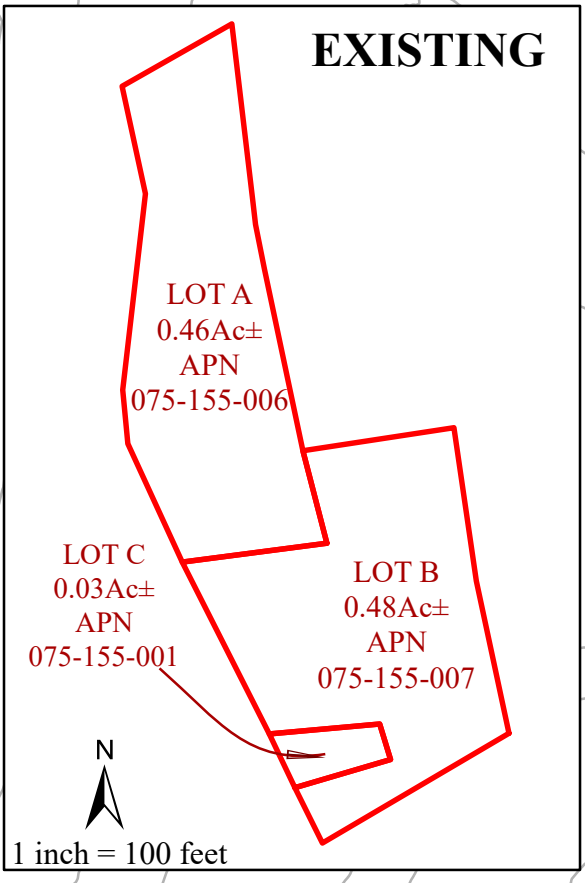 EXISTING
LOT A
0.46Ac±
APN
075-155-006
LOT C
0.03Ac±
APN
075-155-001
LOT B
0.48Ac±
APN
075-155-007
N
1 inch = 100 feet